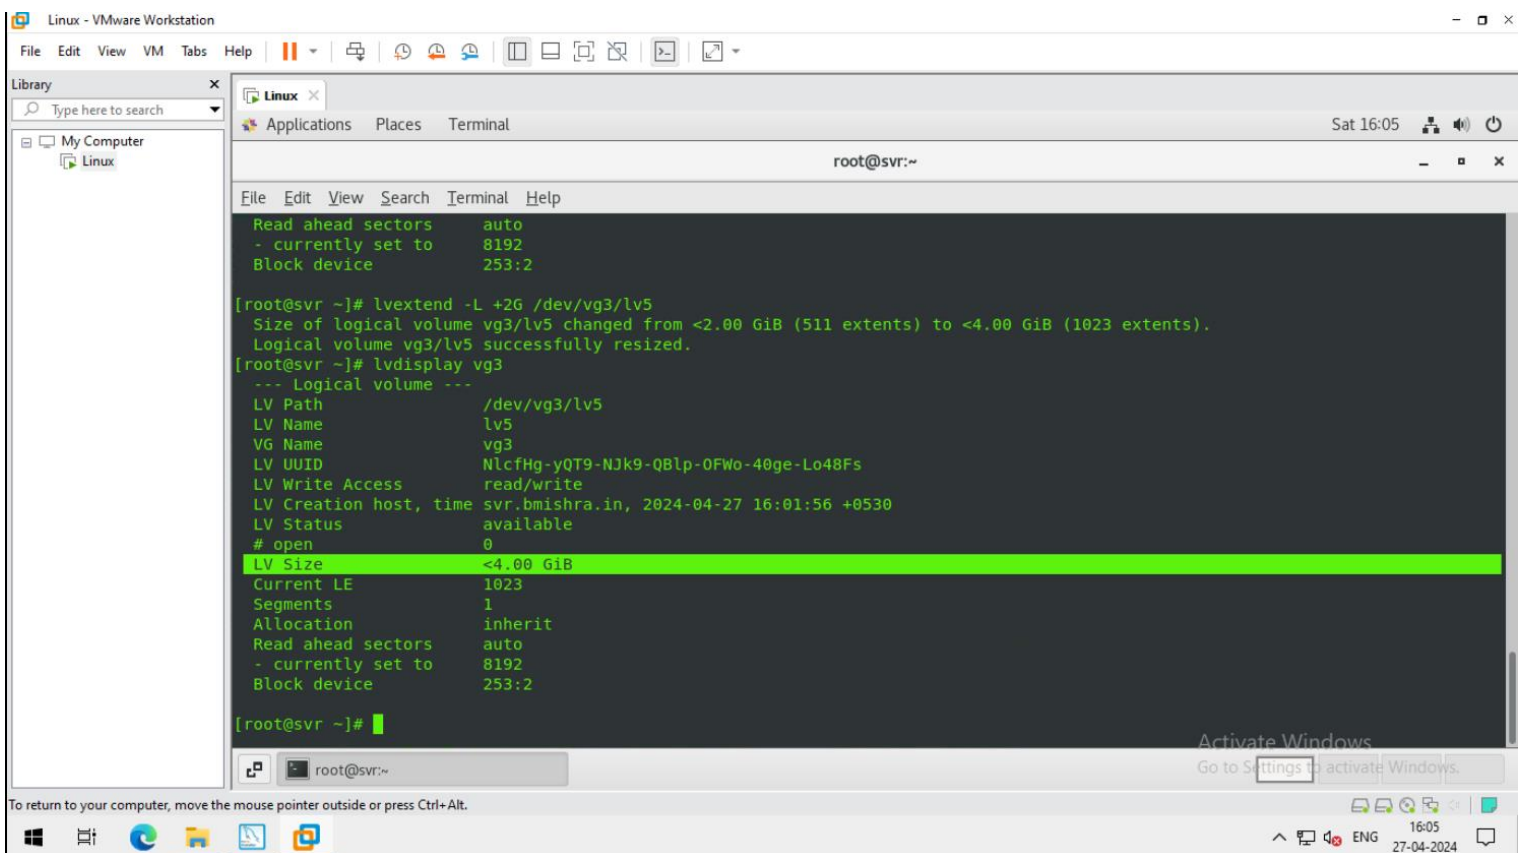 Linux - VMware Workstation
File Edit View VM Tabs Help
Library
Type here to search
My Computer
Linux
Linux
Applications Places Terminal Sat 16:05
root@svr:~
File Edit View Search Terminal Help
Read ahead sectors auto
- currently set to 8192
Block device 253:2
[root@svr ~]# lvextend -L +2G /dev/vg3/lv5
Size of logical volume vg3/lv5 changed from <2.00 GiB (511 extents) to <4.00 GiB (1023 extents).
Logical volume vg3/lv5 successfully resized.
[root@svr ~]# lvdisplay vg3
--- Logical volume ---
LV Path /dev/vg3/lv5
LV Name lv5
VG Name vg3
LV UUID NlcfHg-yQT9-NJk9-QBlp-OFWo-40ge-Lo48Fs
LV Write Access read/write
LV Creation host, time svr.bmishra.in, 2024-04-27 16:01:56 +0530
LV Status available
# open 0
LV Size <4.00 GiB
Current LE 1023
Segments 1
Allocation inherit
Read ahead sectors auto
- currently set to 8192
Block device 253:2
[root@svr ~]#
Activate Windows
Go to Settings to activate Windows.
root@svr:~
To return to your computer, move the mouse pointer outside or press Ctrl+Alt.
ENG
16:05
27-04-2024